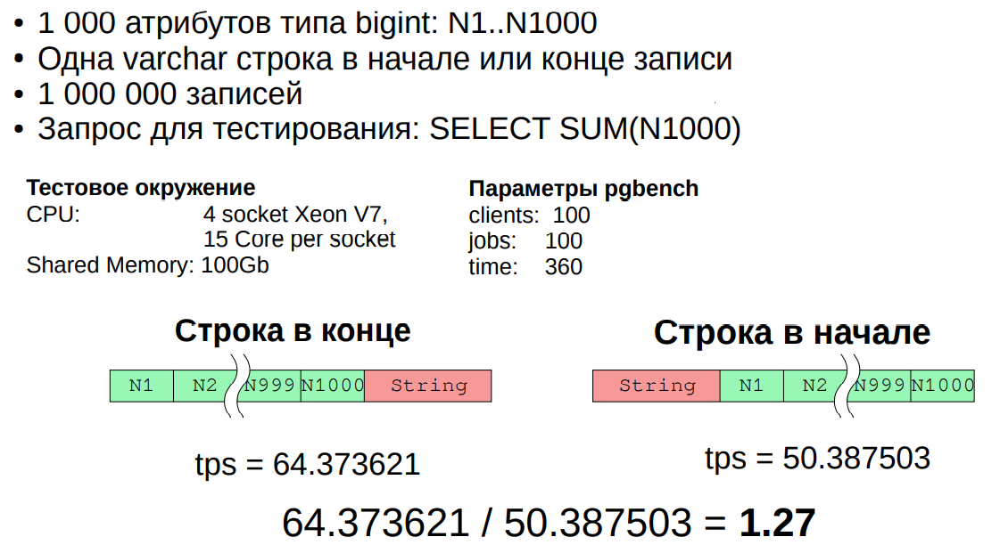 • 1 000 атрибутов типа bigint: N1..N1000
• Одна varchar строка в начале или конце записи
• 1 000 000 записей
• Запрос для тестирования: SELECT SUM(N1000)
Тестовое окружение
CPU: 4 socket Xeon V7,
15 Core per socket
Shared Memory: 100Gb
Параметры pgbench
clients: 100
jobs: 100
time: 360
Строка в конце
N1 N2 N999 N1000 String
tps = 64.373621
Строка в начале
String N1 N2 N999 N1000
tps = 50.387503
64.373621 / 50.387503 = 1.27